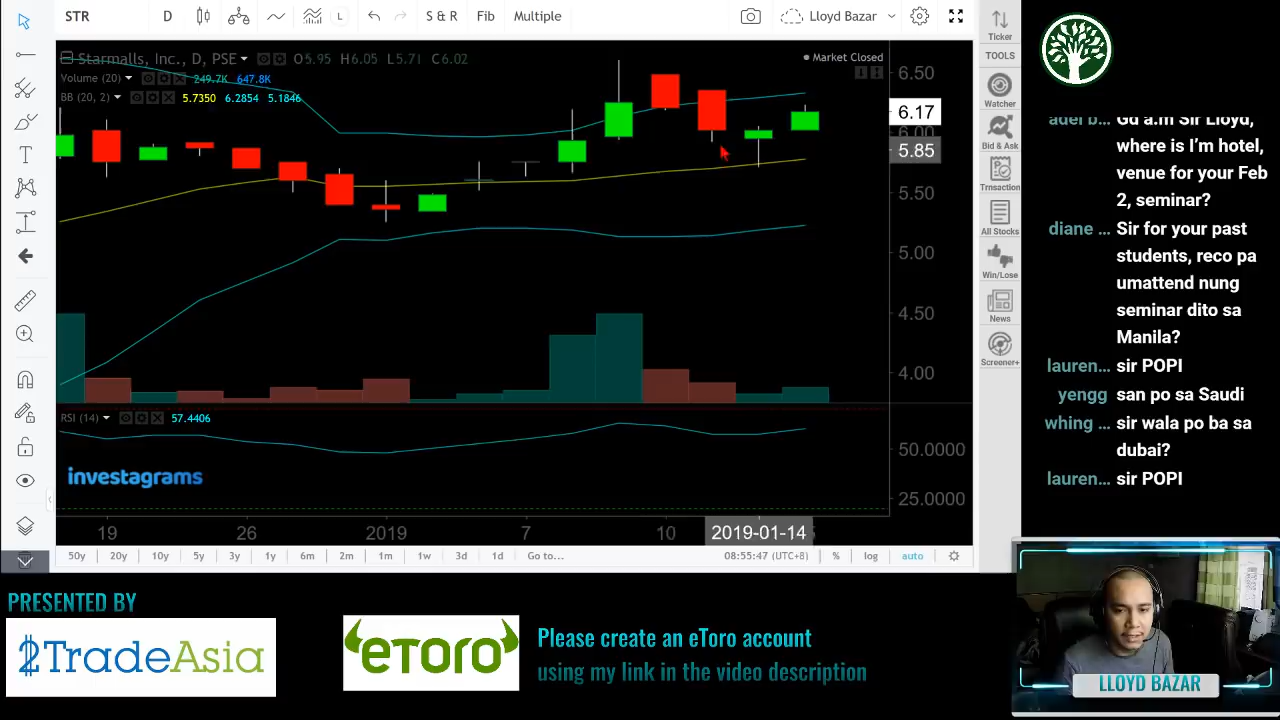 STR D L S & R Fib Multiple Lloyd Bazar
Starmalls, Inc., D, PSE O5.95 H6.05 L5.71 C6.02 Market Closed
Volume (20) 249.7K 647.8K
BB (20, 2) 5.7350 6.2854 5.1846
6.50
6.17
6.00
5.85
5.50
5.00
4.50
4.00
RSI (14) 57.4406
50.0000
25.0000
investagrams
19 26 2019 7 10 2019-01-14
50y 20y 10y 5y 3y 1y 6m 2m 1m 1w 3d 1d Go to... 08:55:47 (UTC+8) % log auto
Ticker
TOOLS
Watcher
Bid & Ask
Trnsaction
All Stocks
Win/Lose
News
Screener+
adel b... Gd a.m Sir Lloyd,
where is I'm hotel,
venue for your Feb
2, seminar?
diane ... Sir for your past
students, reco pa
umattend nung
seminar dito sa
Manila?
lauren... sir POPI
yengg san po sa Saudi
whing ... sir wala po ba sa
dubai?
lauren... sir POPI
PRESENTED BY
2TradeAsia
eToro
Please create an eToro account
using my link in the video description
LLOYD BAZAR